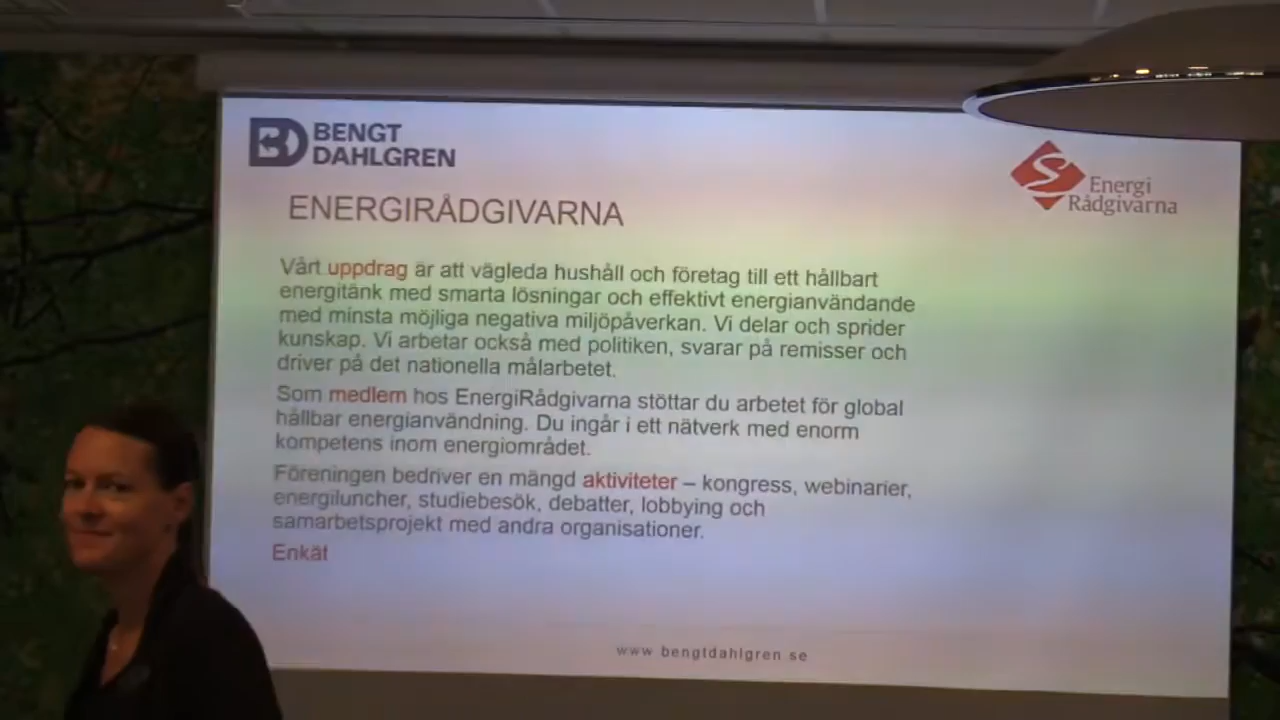 BENGT
DAHLGREN
Energi
Rådgivarna
ENERGIRÅDGIVARNA
Vårt uppdrag är att vägleda hushåll och företag till ett hållbart
energitänk med smarta lösningar och effektivt energianvändande
med minsta möjliga negativa miljöpåverkan. Vi delar och sprider
kunskap. Vi arbetar också med politiken, svarar på remisser och
driver på det nationella målarbetet.
Som medlem hos EnergiRådgivarna stöttar du arbetet för global
hållbar energianvändning. Du ingår i ett nätverk med enorm
kompetens inom energiområdet.
Föreningen bedriver en mängd aktiviteter – kongress, webinarier,
energiluncher, studiebesök, debatter, lobbying och
samarbetsprojekt med andra organisationer.
Enkät
www.bengtdahlgren.se